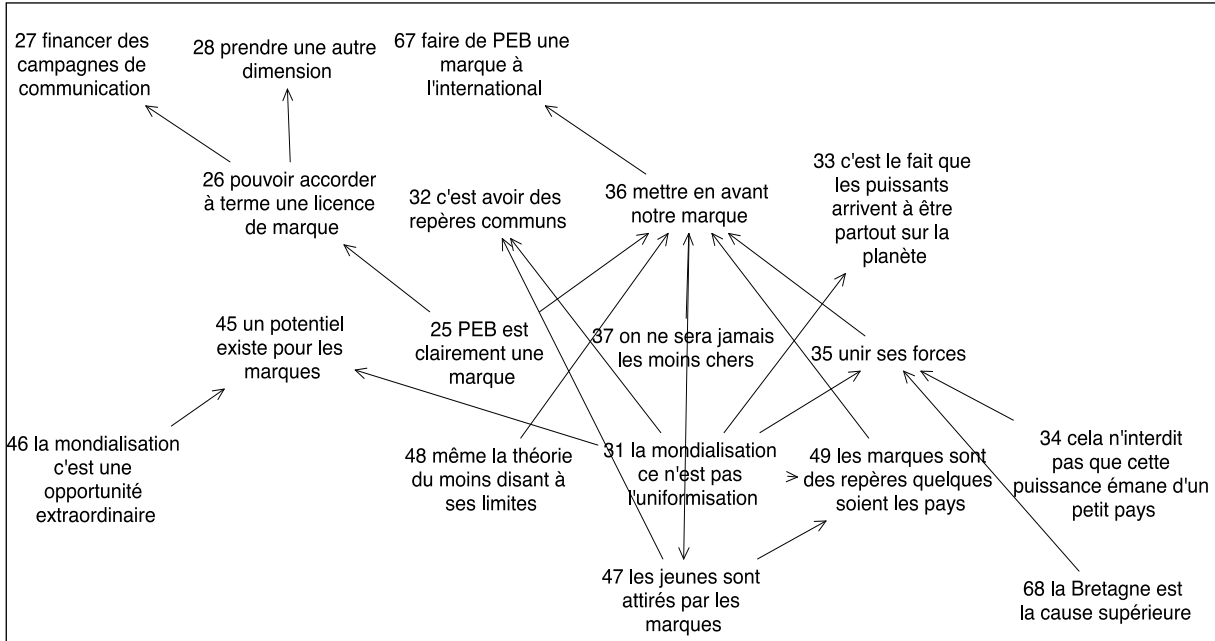 27 financer des
campagnes de
communication
28 prendre une autre
dimension
67 faire de PEB une
marque à
l'international
26 pouvoir accorder
à terme une licence
de marque
32 c'est avoir des
repères communs
36 mettre en avant
notre marque
33 c'est le fait que
les puissants
arrivent à être
partout sur la
planète
45 un potentiel
existe pour les
marques
25 PEB est
clairement une
marque
37 on ne sera jamais
les moins chers
35 unir ses forces
46 la mondialisation
c'est une
opportunité
extraordinaire
48 même la théorie
du moins disant à
ses limites
31 la mondialisation
ce n'est pas
l'uniformisation
49 les marques sont
des repères quelques
soient les pays
34 cela n'interdit
pas que cette
puissance émane d'un
petit pays
47 les jeunes sont
attirés par les
marques
68 la Bretagne est
la cause supérieure